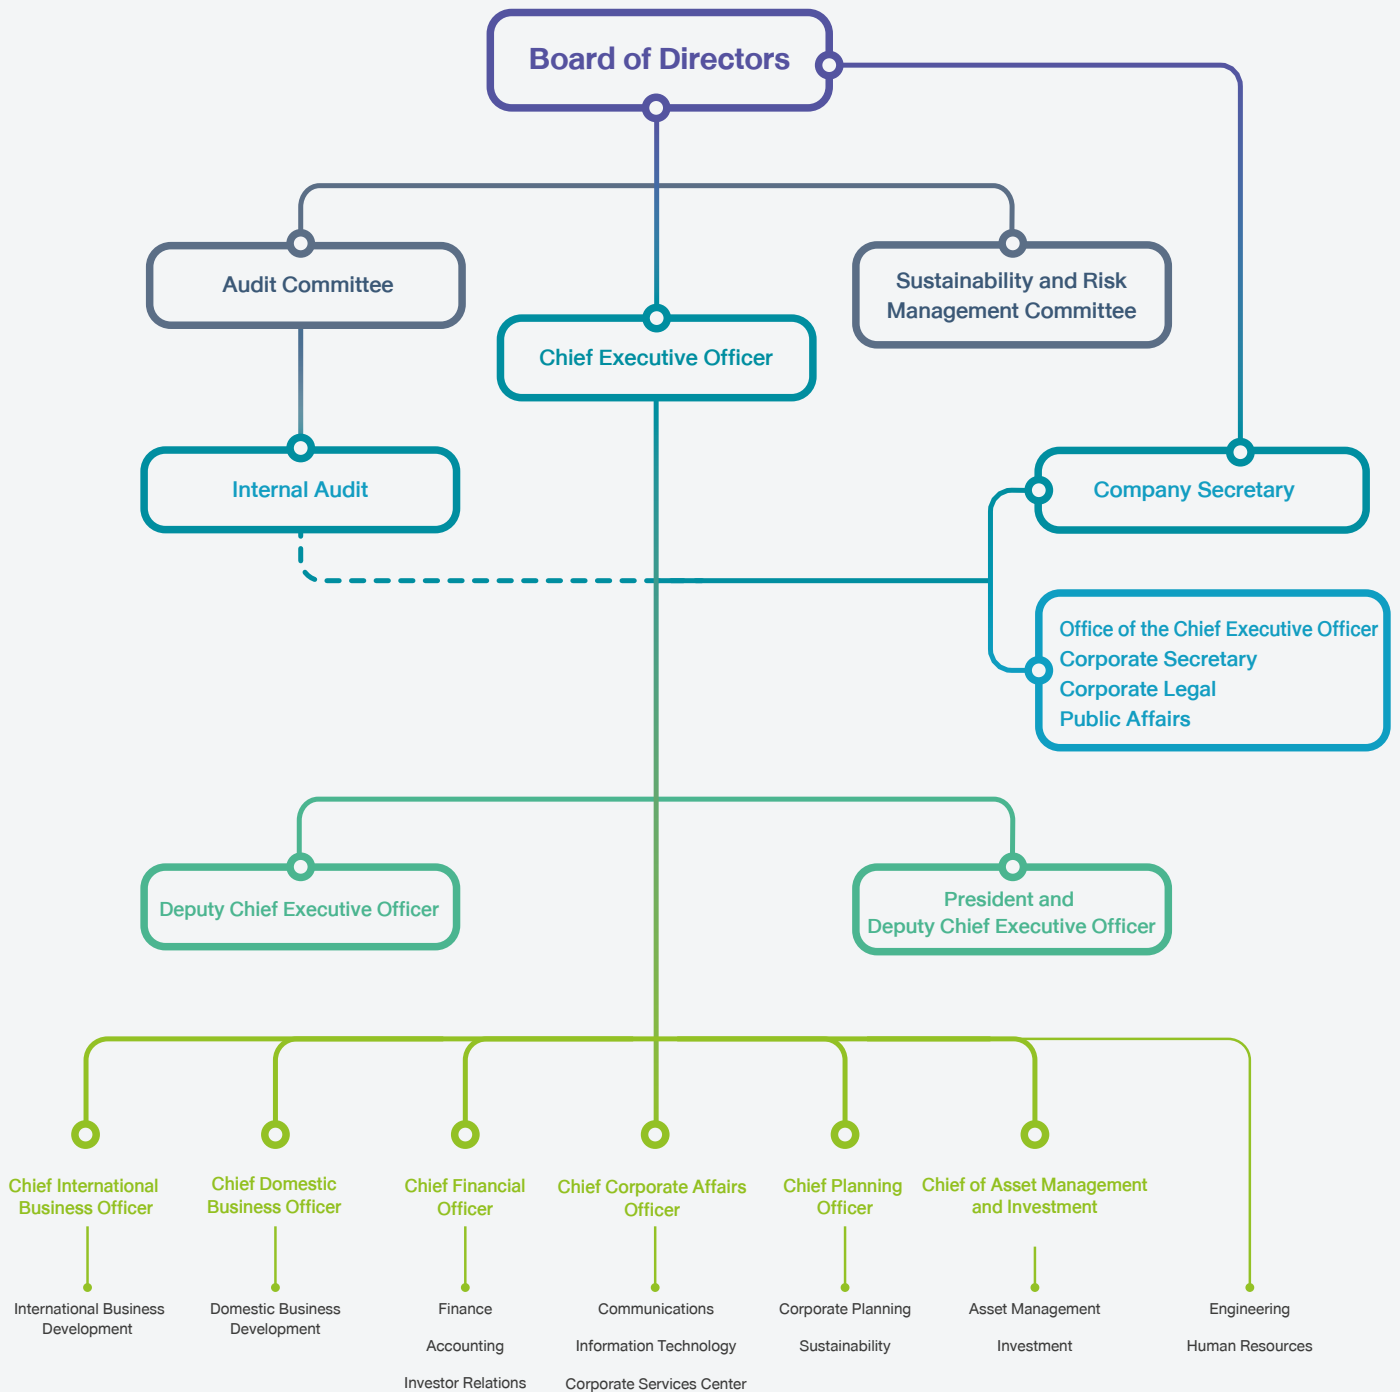 Board of Directors
Audit Committee
Sustainability and Risk
Management Committee
Chief Executive Officer
Internal Audit
Company Secretary
Office of the Chief Executive Officer
Corporate Secretary
Corporate Legal
Public Affairs
Deputy Chief Executive Officer
President and
Deputy Chief Executive Officer
Chief International
Business Officer
Chief Domestic
Business Officer
Chief Financial
Officer
Chief Corporate Affairs
Officer
Chief Planning
Officer
Chief of Asset Management
and Investment
International Business
Development
Domestic Business
Development
Finance
Accounting
Investor Relations
Communications
Information Technology
Corporate Services Center
Corporate Planning
Sustainability
Asset Management
Investment
Engineering
Human Resources